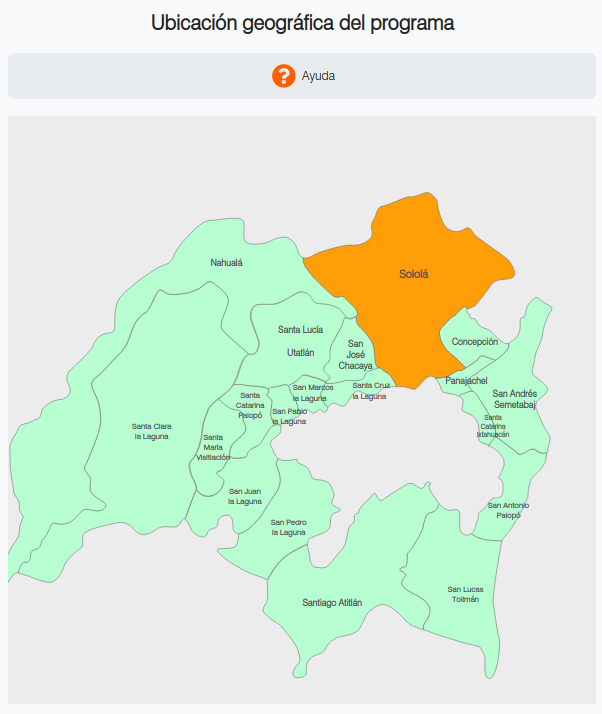 Ubicación geográfica del programa
? Ayuda
Nahualá
Sololá
Santa Lucía
Utatlán
San
José
Chacaya
Concepción
Panajachel
San Andrés
Semetabaj
Santa
Catarina
Ixtahuacán
Santa Cruz
la Laguna
San Marcos
la Laguna
San Pablo
la Laguna
Santa
Catarina
Palopó
Santa Clara
la Laguna
Santa
María
Visitiación
San Juan
la Laguna
San Pedro
la Laguna
San Antonio
Palopó
Santiago Atitlán
San Lucas
Tolimán